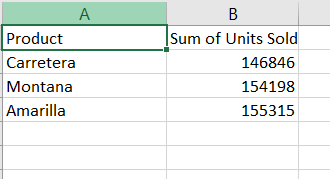 A B
Product Sum of Units Sold
Carretera 146846
Montana 154198
Amarilla 155315